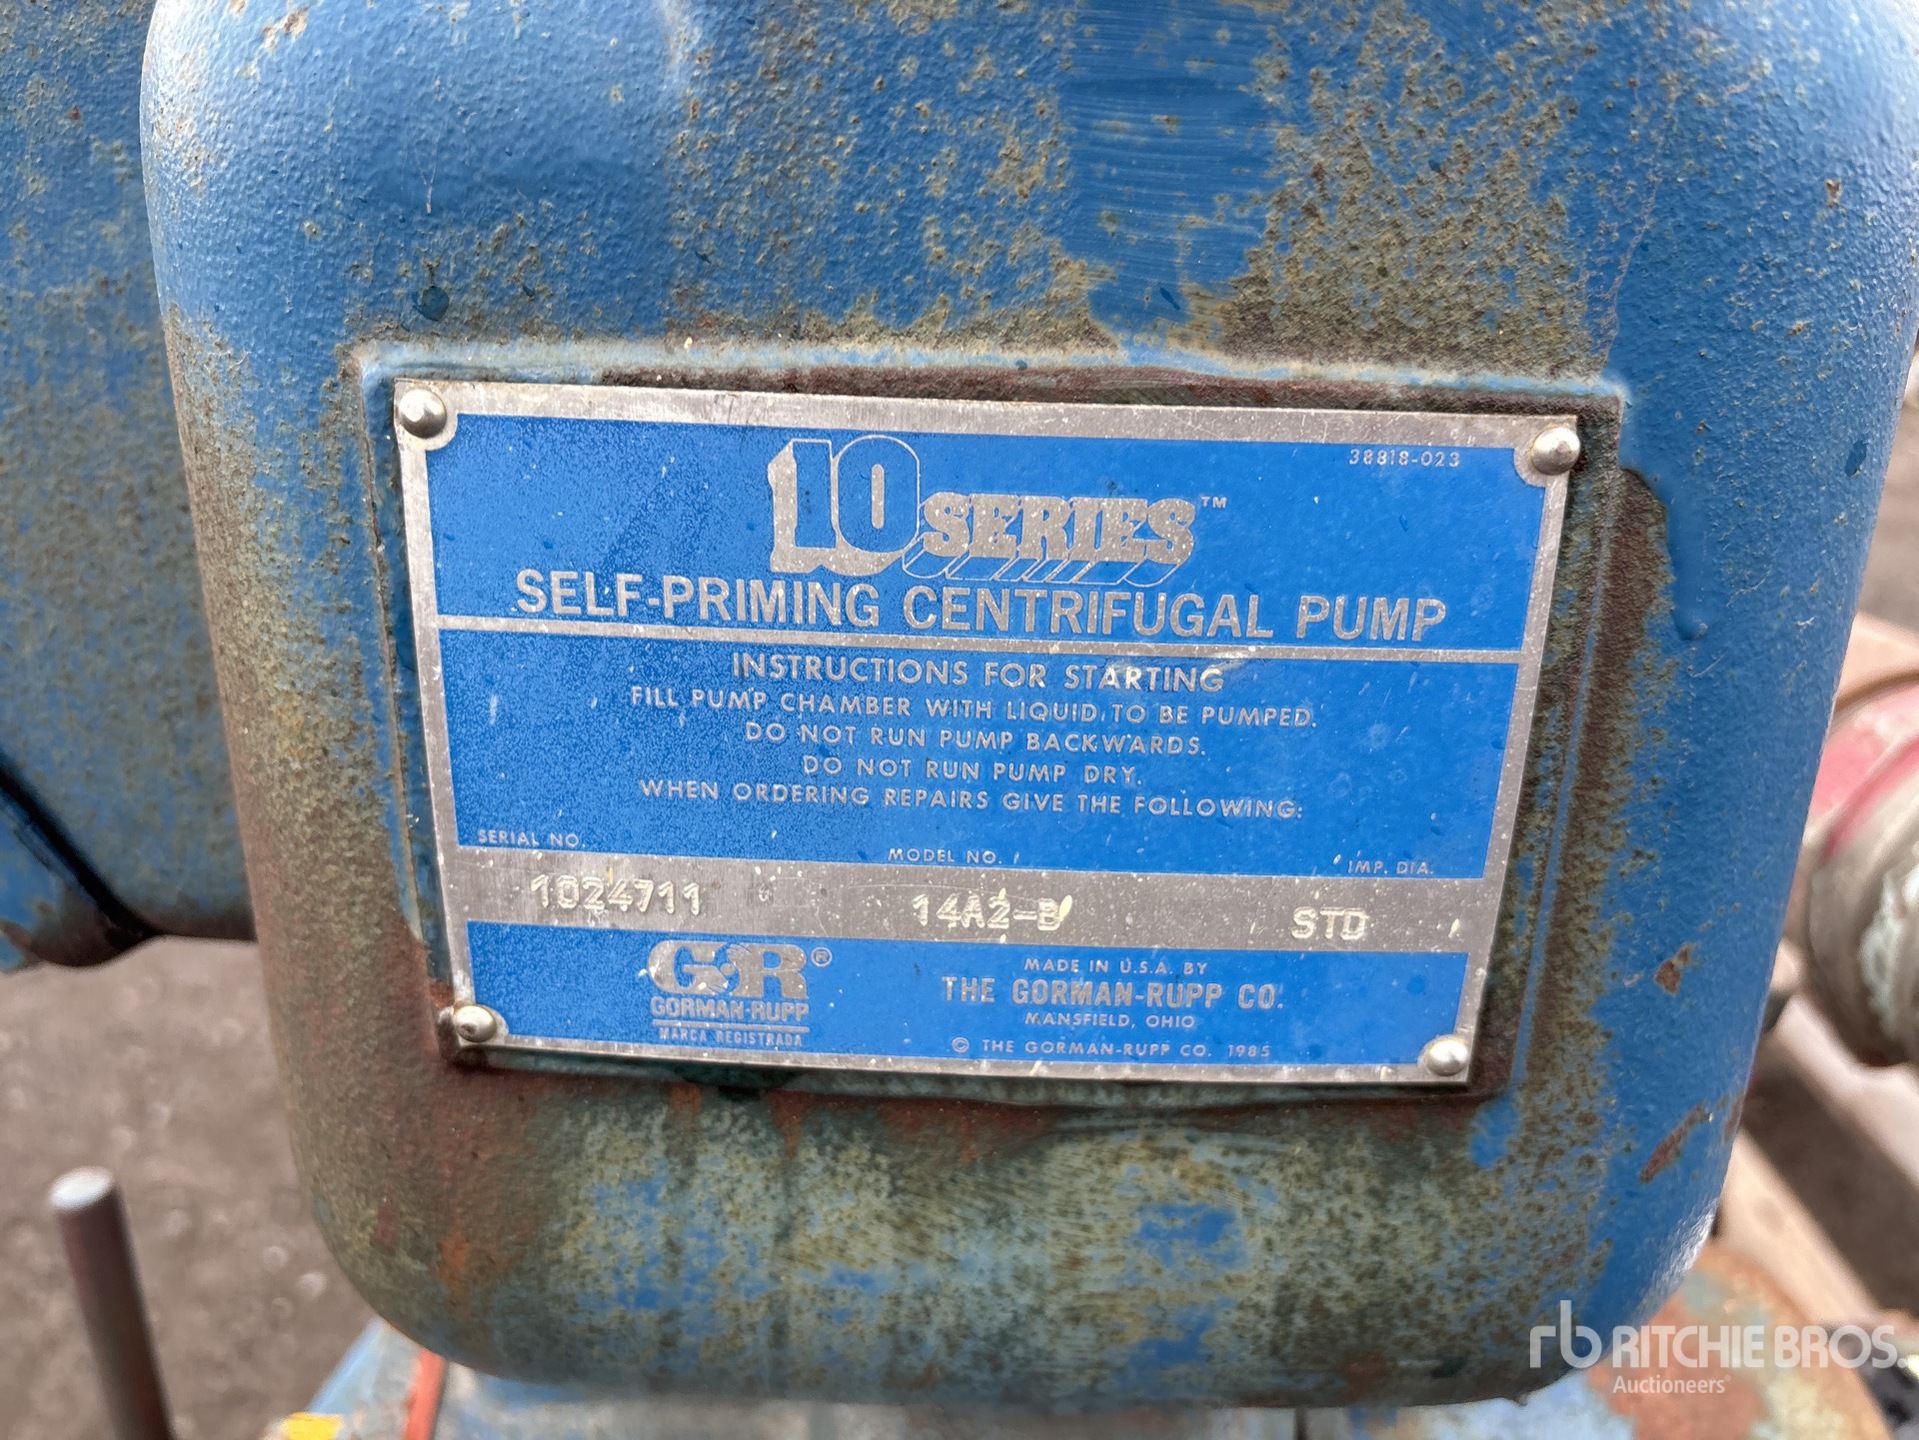 38818-023
10 SERIES™
SELF-PRIMING CENTRIFUGAL PUMP
INSTRUCTIONS FOR STARTING
FILL PUMP CHAMBER WITH LIQUID TO BE PUMPED.
DO NOT RUN PUMP BACKWARDS.
DO NOT RUN PUMP DRY.
WHEN ORDERING REPAIRS GIVE THE FOLLOWING:
SERIAL NO. MODEL NO. IMP. DIA.
1024711 14A2-B STD
GR®
GORMAN-RUPP
MARCA REGISTRADA
MADE IN U.S.A. BY
THE GORMAN-RUPP CO.
MANSFIELD, OHIO
© THE GORMAN-RUPP CO. 1985
rb RITCHIE BROS.
Auctioneers